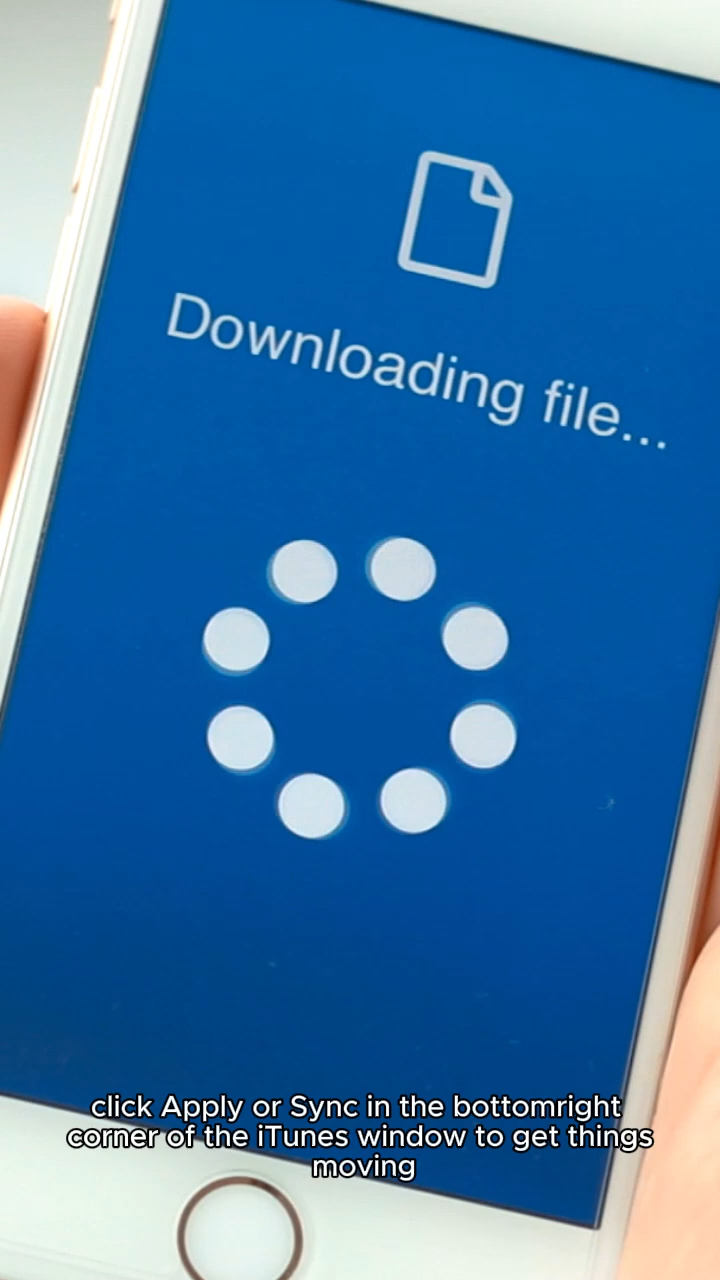 Downloading file...
click Apply or Sync in the bottomright
corner of the iTunes window to get things
moving